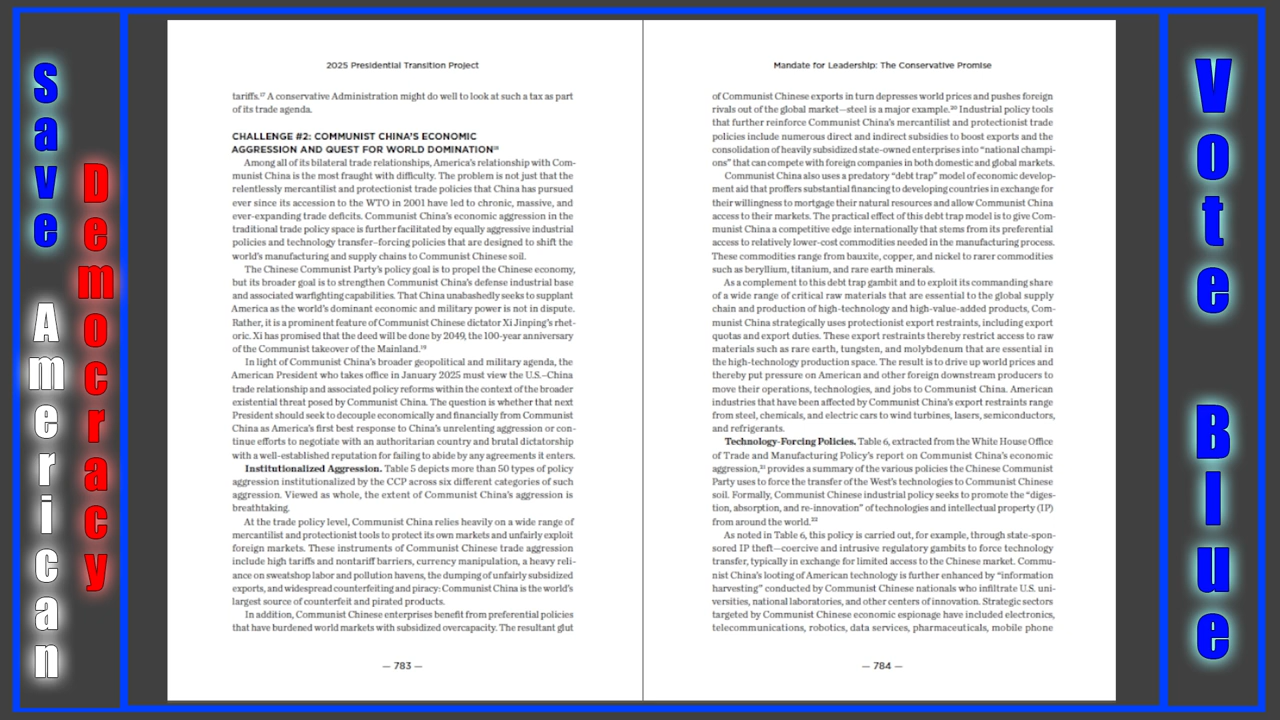 Save American
Democracy
2025 Presidential Transition Project
tariffs.¹⁷ A conservative Administration might do well to look at such a tax as part
of its trade agenda.
CHALLENGE #2: COMMUNIST CHINA'S ECONOMIC
AGGRESSION AND QUEST FOR WORLD DOMINATION¹⁸
Among all of its bilateral trade relationships, America's relationship with Com-
munist China is the most fraught with difficulty. The problem is not just that the
relentlessly mercantilist and protectionist trade policies that China has pursued
ever since its accession to the WTO in 2001 have led to chronic, massive, and
ever-expanding trade deficits. Communist China's economic aggression in the
traditional trade policy space is further facilitated by equally aggressive industrial
policies and technology transfer–forcing policies that are designed to shift the
world's manufacturing and supply chains to Communist Chinese soil.
The Chinese Communist Party's policy goal is to propel the Chinese economy,
but its broader goal is to strengthen Communist China's defense industrial base
and associated warfighting capabilities. That China unabashedly seeks to supplant
America as the world's dominant economic and military power is not in dispute.
Rather, it is a prominent feature of Communist Chinese dictator Xi Jinping's rhet-
oric. Xi has promised that the deed will be done by 2049, the 100-year anniversary
of the Communist takeover of the Mainland.¹⁹
In light of Communist China's broader geopolitical and military agenda, the
American President who takes office in January 2025 must view the U.S.–China
trade relationship and associated policy reforms within the context of the broader
existential threat posed by Communist China. The question is whether that next
President should seek to decouple economically and financially from Communist
China as America's first best response to China's unrelenting aggression or con-
tinue efforts to negotiate with an authoritarian country and brutal dictatorship
with a well-established reputation for failing to abide by any agreements it enters.
Institutionalized Aggression. Table 5 depicts more than 50 types of policy
aggression institutionalized by the CCP across six different categories of such
aggression. Viewed as whole, the extent of Communist China's aggression is
breathtaking.
At the trade policy level, Communist China relies heavily on a wide range of
mercantilist and protectionist tools to protect its own markets and unfairly exploit
foreign markets. These instruments of Communist Chinese trade aggression
include high tariffs and nontariff barriers, currency manipulation, a heavy reli-
ance on sweatshop labor and pollution havens, the dumping of unfairly subsidized
exports, and widespread counterfeiting and piracy: Communist China is the world's
largest source of counterfeit and pirated products.
In addition, Communist Chinese enterprises benefit from preferential policies
that have burdened world markets with subsidized overcapacity. The resultant glut
— 783 —
Mandate for Leadership: The Conservative Promise
of Communist Chinese exports in turn depresses world prices and pushes foreign
rivals out of the global market—steel is a major example.²⁰ Industrial policy tools
that further reinforce Communist China's mercantilist and protectionist trade
policies include numerous direct and indirect subsidies to boost exports and the
consolidation of heavily subsidized state-owned enterprises into "national champi-
ons" that can compete with foreign companies in both domestic and global markets.
Communist China also uses a predatory "debt trap" model of economic develop-
ment aid that proffers substantial financing to developing countries in exchange for
their willingness to mortgage their natural resources and allow Communist China
access to their markets. The practical effect of this debt trap model is to give Com-
munist China a competitive edge internationally that stems from its preferential
access to relatively lower-cost commodities needed in the manufacturing process.
These commodities range from bauxite, copper, and nickel to rarer commodities
such as beryllium, titanium, and rare earth minerals.
As a complement to this debt trap gambit and to exploit its commanding share
of a wide range of critical raw materials that are essential to the global supply
chain and production of high-technology and high-value-added products, Com-
munist China strategically uses protectionist export restraints, including export
quotas and export duties. These export restraints thereby restrict access to raw
materials such as rare earth, tungsten, and molybdenum that are essential in
the high-technology production space. The result is to drive up world prices and
thereby put pressure on American and other foreign downstream producers to
move their operations, technologies, and jobs to Communist China. American
industries that have been affected by Communist China's export restraints range
from steel, chemicals, and electric cars to wind turbines, lasers, semiconductors,
and refrigerants.
Technology-Forcing Policies. Table 6, extracted from the White House Office
of Trade and Manufacturing Policy's report on Communist China's economic
aggression,²¹ provides a summary of the various policies the Chinese Communist
Party uses to force the transfer of the West's technologies to Communist Chinese
soil. Formally, Communist Chinese industrial policy seeks to promote the "diges-
tion, absorption, and re-innovation" of technologies and intellectual property (IP)
from around the world.²²
As noted in Table 6, this policy is carried out, for example, through state-spon-
sored IP theft—coercive and intrusive regulatory gambits to force technology
transfer, typically in exchange for limited access to the Chinese market. Commu-
nist China's looting of American technology is further enhanced by "information
harvesting" conducted by Communist Chinese nationals who infiltrate U.S. uni-
versities, national laboratories, and other centers of innovation. Strategic sectors
targeted by Communist Chinese economic espionage have included electronics,
telecommunications, robotics, data services, pharmaceuticals, mobile phone
— 784 —
Vote Blue